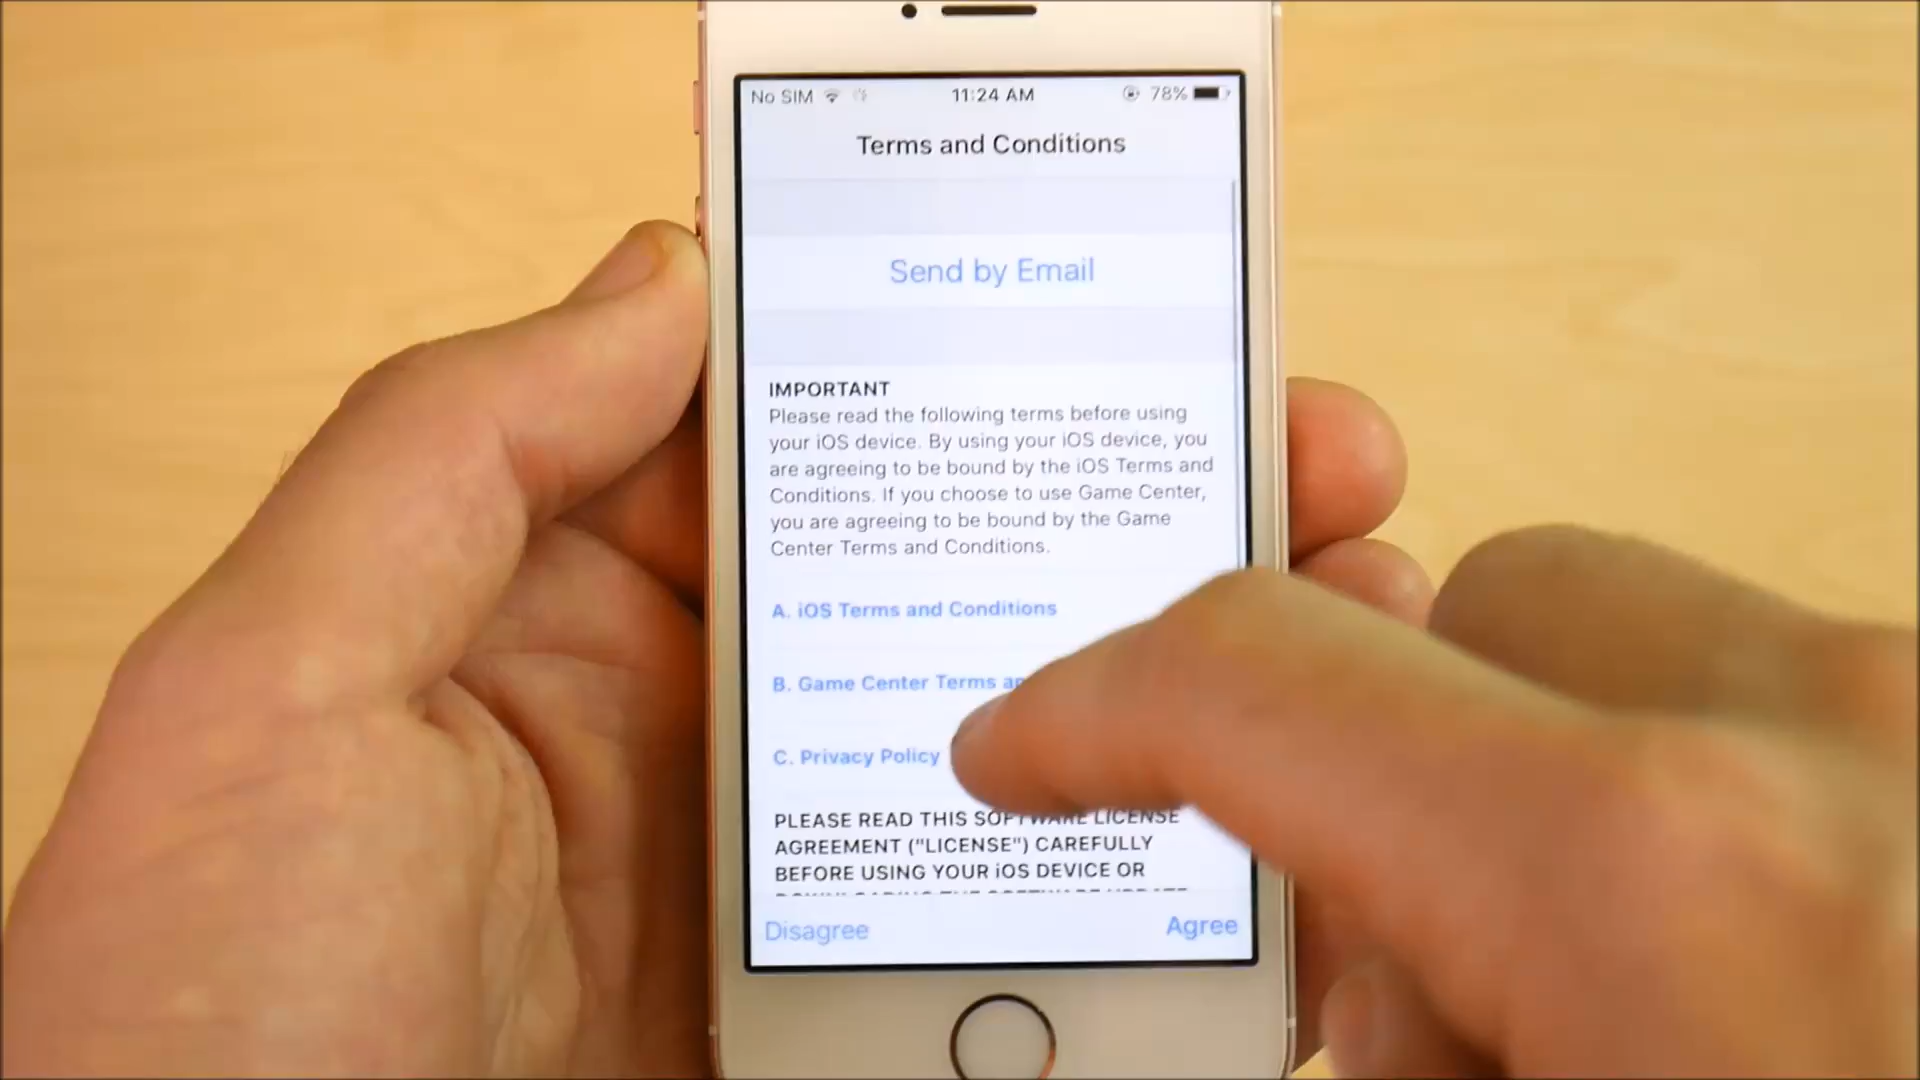 No SIM 11:24 AM 78%
Terms and Conditions
Send by Email
IMPORTANT
Please read the following terms before using
your iOS device. By using your iOS device, you
are agreeing to be bound by the iOS Terms and
Conditions. If you choose to use Game Center,
you are agreeing to be bound by the Game
Center Terms and Conditions.
A. iOS Terms and Conditions
B. Game Center Terms
C. Privacy Policy
PLEASE READ THIS SOFTWARE LICENSE
AGREEMENT ("LICENSE") CAREFULLY
BEFORE USING YOUR iOS DEVICE OR
Disagree Agree